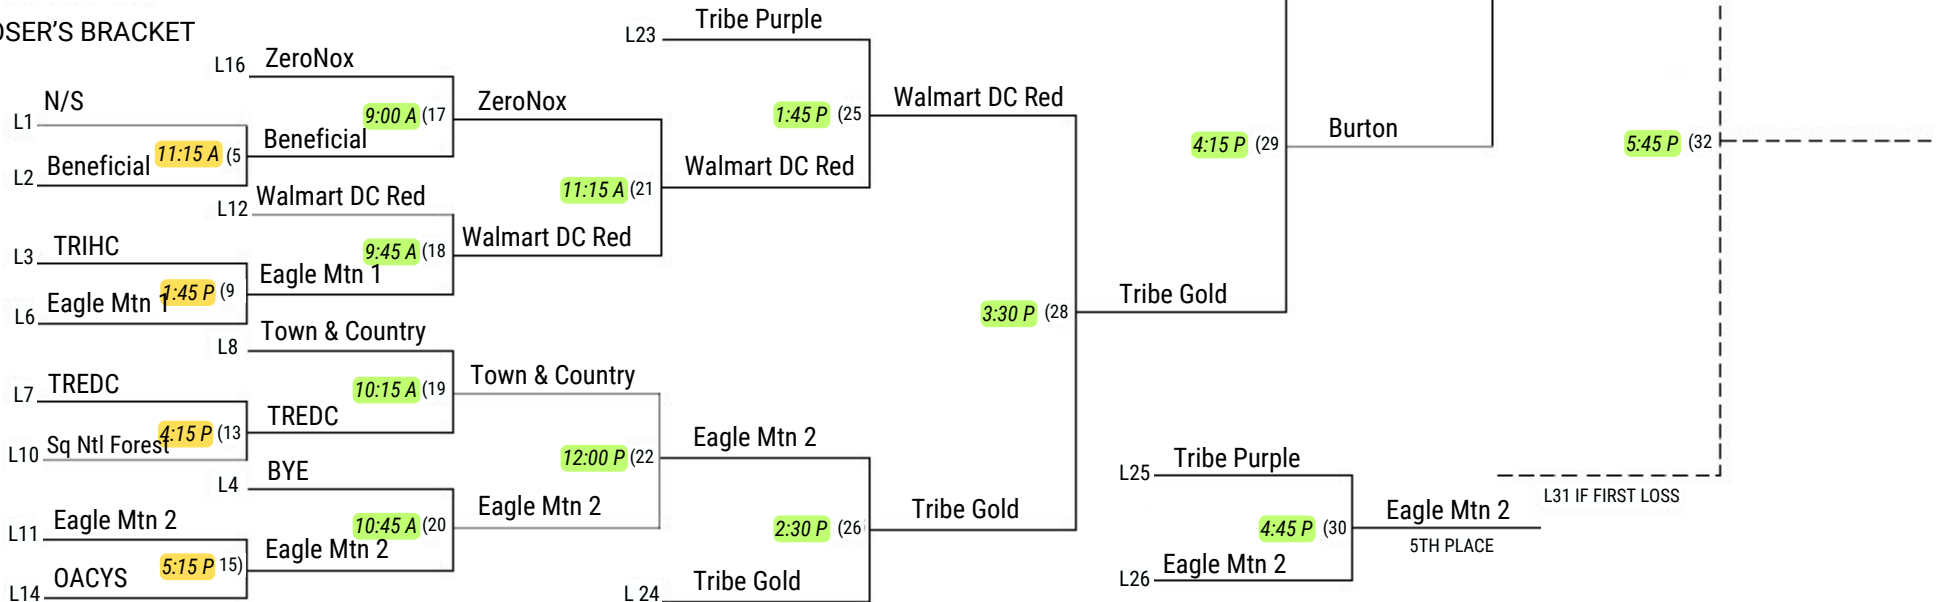 OSER'S BRACKET
L16 ZeroNox
L1 N/S
9:00 A (17
ZeroNox
L2 Beneficial
11:15 A (5
Beneficial
L12 Walmart DC Red
11:15 A (21
Walmart DC Red
L3 TRIHC
9:45 A (18
Walmart DC Red
L6 Eagle Mtn 1
1:45 P (9
Eagle Mtn 1
L8 Town & Country
L7 TREDC
10:15 A (19
Town & Country
L10 Sq Ntl Forest
4:15 P (13
TREDC
L4 BYE
12:00 P (22
Eagle Mtn 2
L11 Eagle Mtn 2
10:45 A (20
Eagle Mtn 2
L14 OACYS
5:15 P 15)
Eagle Mtn 2
L23 Tribe Purple
1:45 P (25
Walmart DC Red
2:30 P (26
Tribe Gold
L 24 Tribe Gold
3:30 P (28
Tribe Gold
4:15 P (29
Burton
5:45 P (32
L25 Tribe Purple
4:45 P (30
Eagle Mtn 2
5TH PLACE
L26 Eagle Mtn 2
L31 IF FIRST LOSS